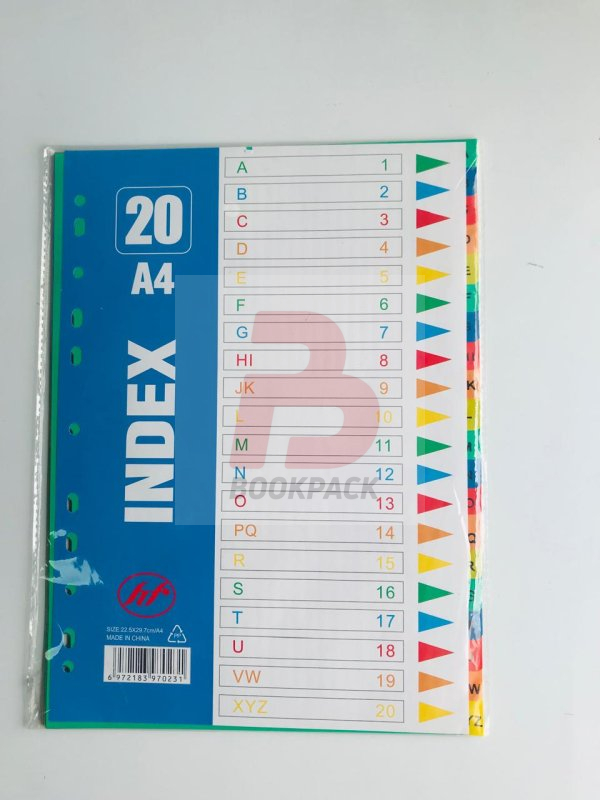 20
A4
INDEX
hf
SIZE:22.5X29.7cm/A4
MADE IN CHINA
PP
6 972183 970231
A 1
B 2
C 3
D 4
E 5
F 6
G 7
HI 8
JK 9
L 10
M 11
N 12
O 13
PQ 14
R 15
S 16
T 17
U 18
VW 19
XYZ 20
BOOKPACK